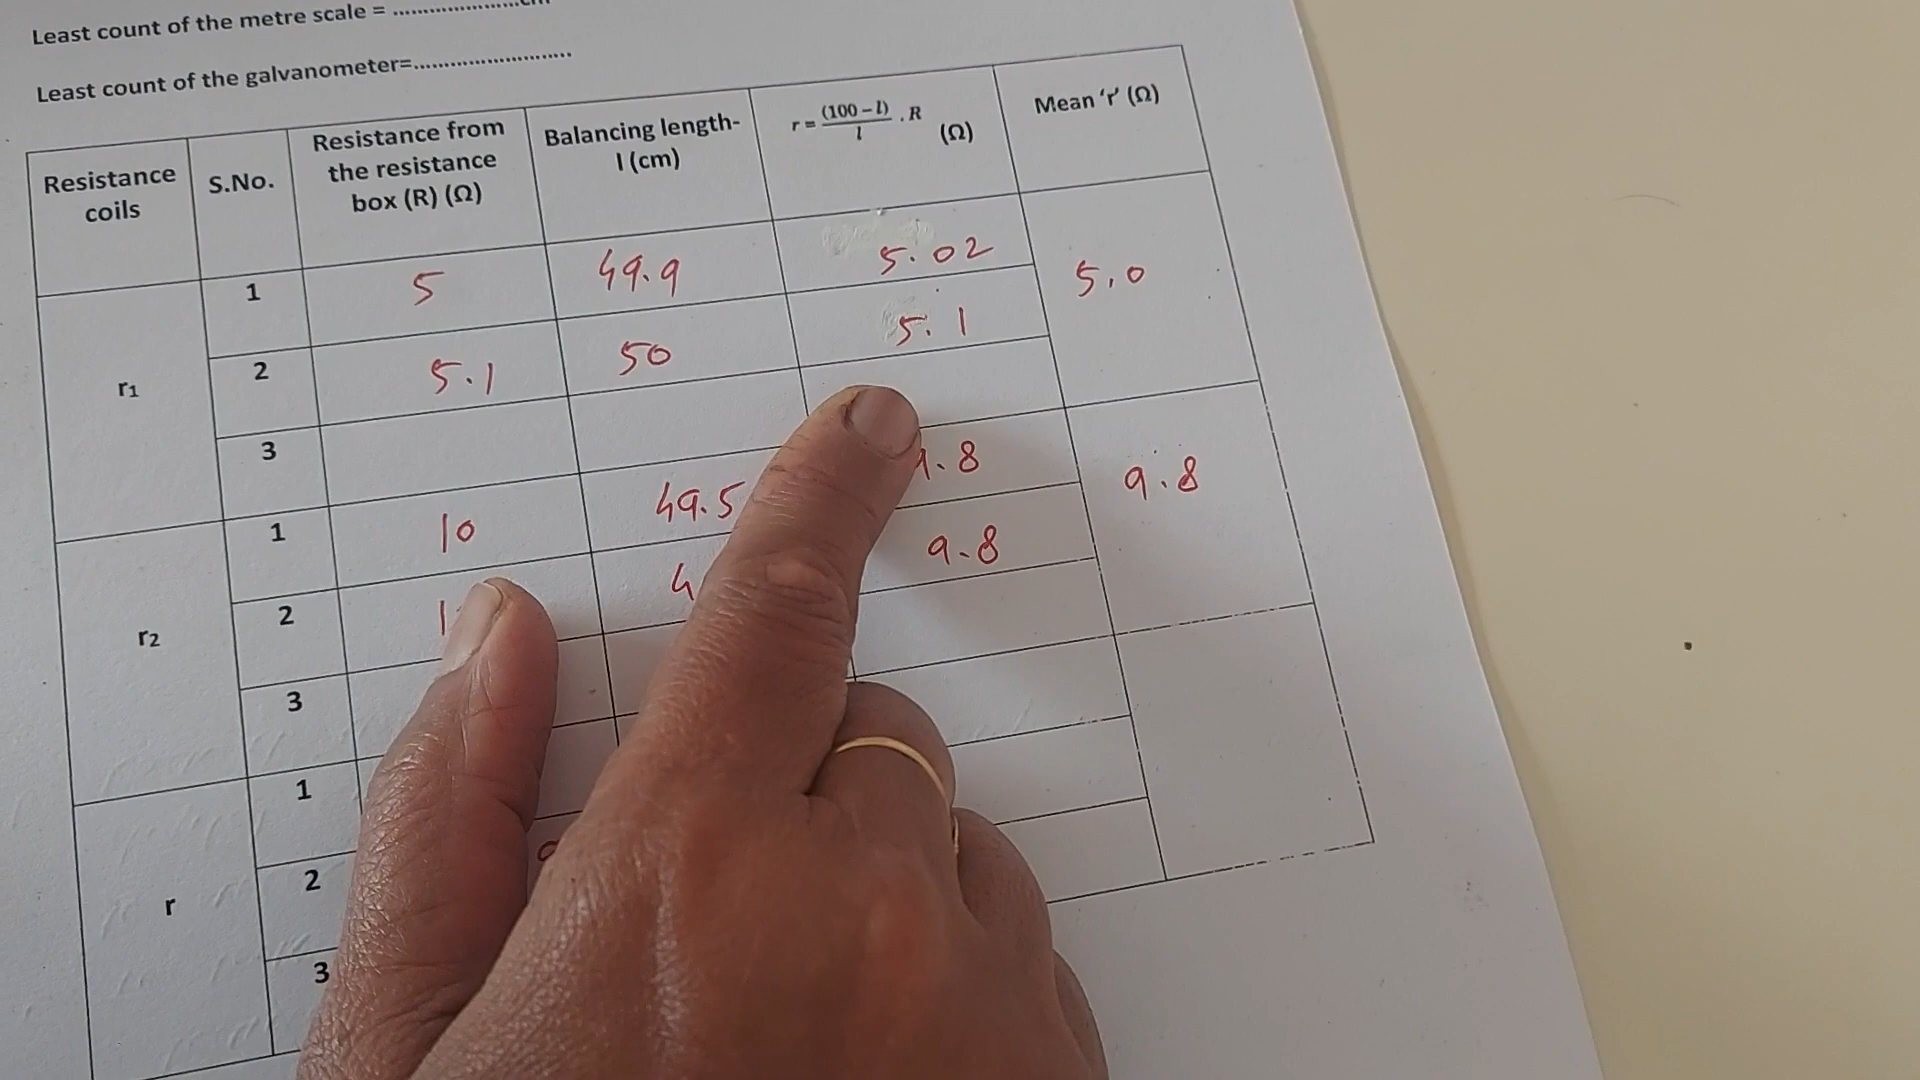 Least count of the metre scale = ......................cm
Least count of the galvanometer=...........................
Resistance coils
S.No.
Resistance from the resistance box (R) (Ω)
Balancing length- l (cm)
r = (100 – l) / l . R (Ω)
Mean ‘r’ (Ω)
r1
1 5 49.9 5.02 5.0
2 5.1 50 5.1
3
r2
1 10 49.5 9.8 9.8
2 9.8
3
r
1
2
3